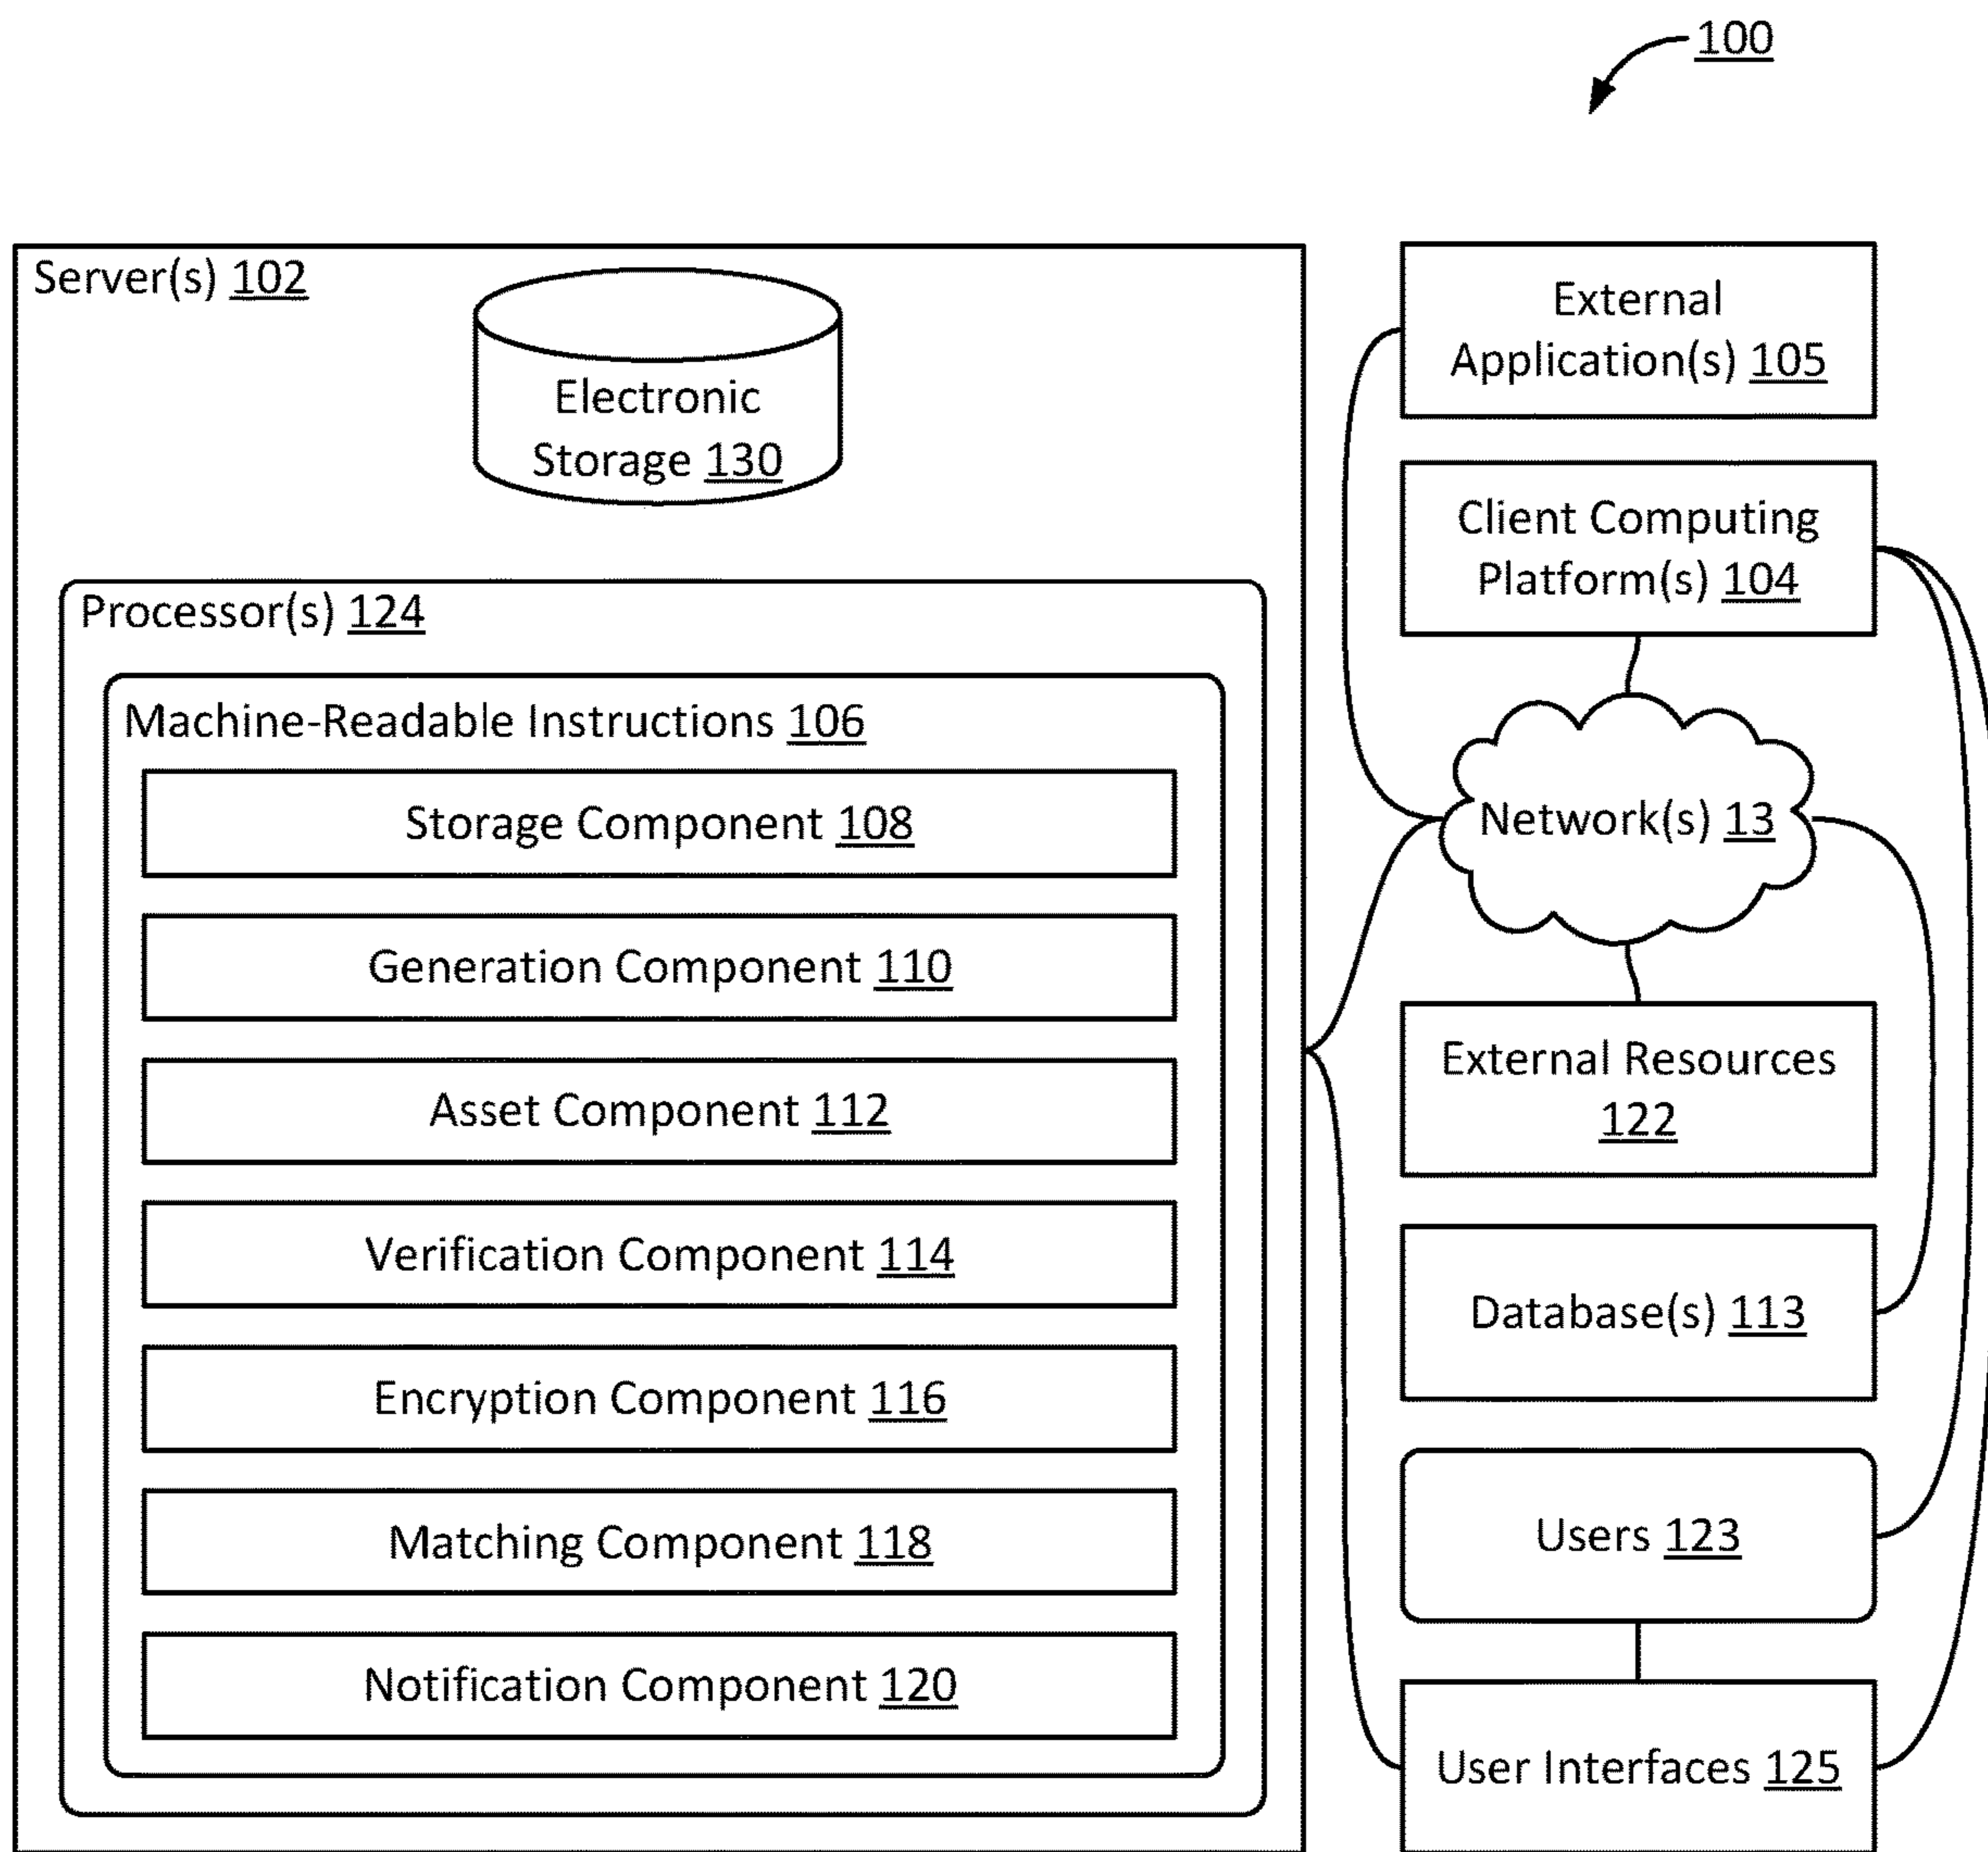 100
Server(s) 102
Electronic
Storage 130
Processor(s) 124
Machine-Readable Instructions 106
Storage Component 108
Generation Component 110
Asset Component 112
Verification Component 114
Encryption Component 116
Matching Component 118
Notification Component 120
External
Application(s) 105
Client Computing
Platform(s) 104
Network(s) 13
External Resources
122
Database(s) 113
Users 123
User Interfaces 125